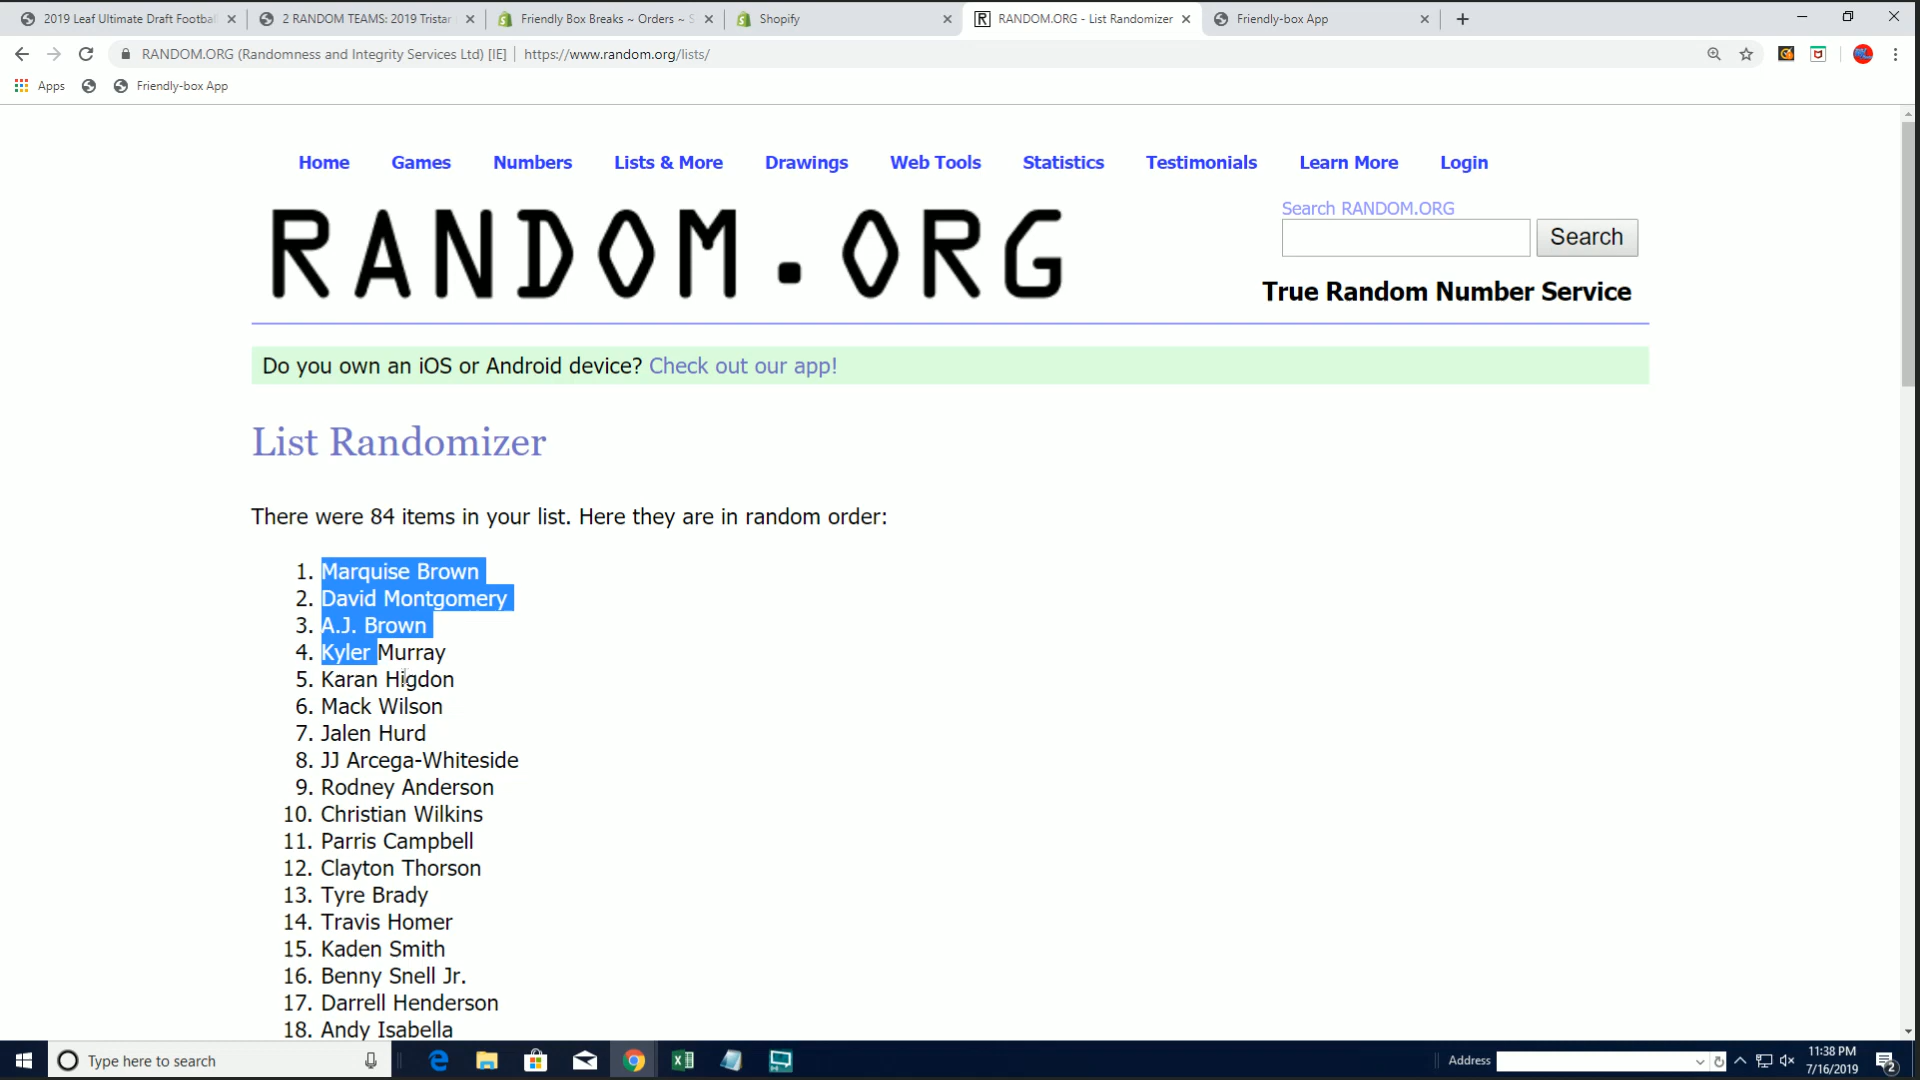 2019 Leaf Ultimate Draft Footbal
2 RANDOM TEAMS: 2019 Tristar
Friendly Box Breaks ~ Orders ~ S
Shopify
RANDOM.ORG - List Randomizer
Friendly-box App
RANDOM.ORG (Randomness and Integrity Services Ltd) [IE] | https://www.random.org/lists/
Apps
Friendly-box App
Home Games Numbers Lists & More Drawings Web Tools Statistics Testimonials Learn More Login
RANDOM.ORG
Search RANDOM.ORG
Search
True Random Number Service
Do you own an iOS or Android device? Check out our app!
List Randomizer
There were 84 items in your list. Here they are in random order:
1. Marquise Brown
2. David Montgomery
3. A.J. Brown
4. Kyler Murray
5. Karan Higdon
6. Mack Wilson
7. Jalen Hurd
8. JJ Arcega-Whiteside
9. Rodney Anderson
10. Christian Wilkins
11. Parris Campbell
12. Clayton Thorson
13. Tyre Brady
14. Travis Homer
15. Kaden Smith
16. Benny Snell Jr.
17. Darrell Henderson
18. Andy Isabella
Type here to search
Address
11:38 PM
7/16/2019
2